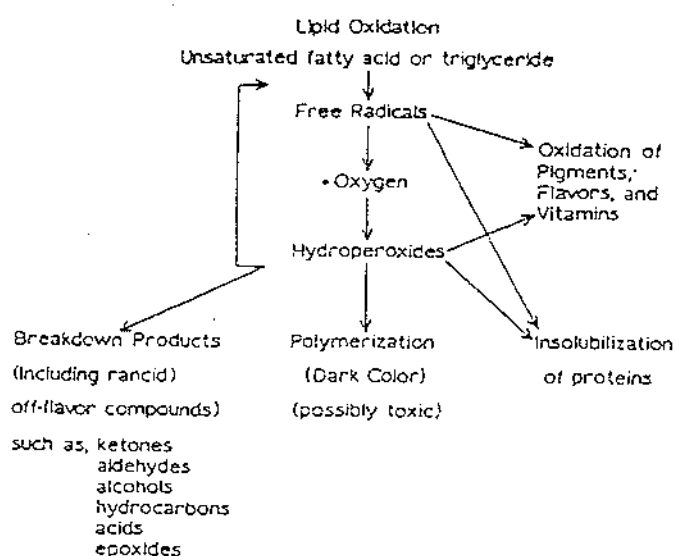 Lipid Oxidation
Unsaturated fatty acid or triglyceride
Free Radicals
Oxidation of
Pigments,
Flavors, and
Vitamins
• Oxygen
Hydroperoxides
Breakdown Products
(Including rancid)
off-flavor compounds)
such as, ketones
aldehydes
alcohols
hydrocarbons
acids
epoxides
Polymerization
(Dark Color)
(possibly toxic)
Insolubilization
of proteins